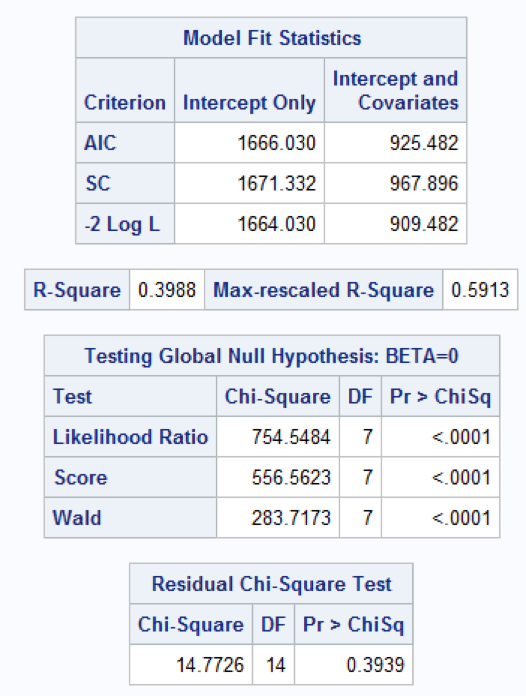 Model Fit Statistics
Criterion Intercept Only Intercept and Covariates
AIC 1666.030 925.482
SC 1671.332 967.896
-2 Log L 1664.030 909.482
R-Square 0.3988 Max-rescaled R-Square 0.5913
Testing Global Null Hypothesis: BETA=0
Test Chi-Square DF Pr > ChiSq
Likelihood Ratio 754.5484 7 <.0001
Score 556.5623 7 <.0001
Wald 283.7173 7 <.0001
Residual Chi-Square Test
Chi-Square DF Pr > ChiSq
14.7726 14 0.3939